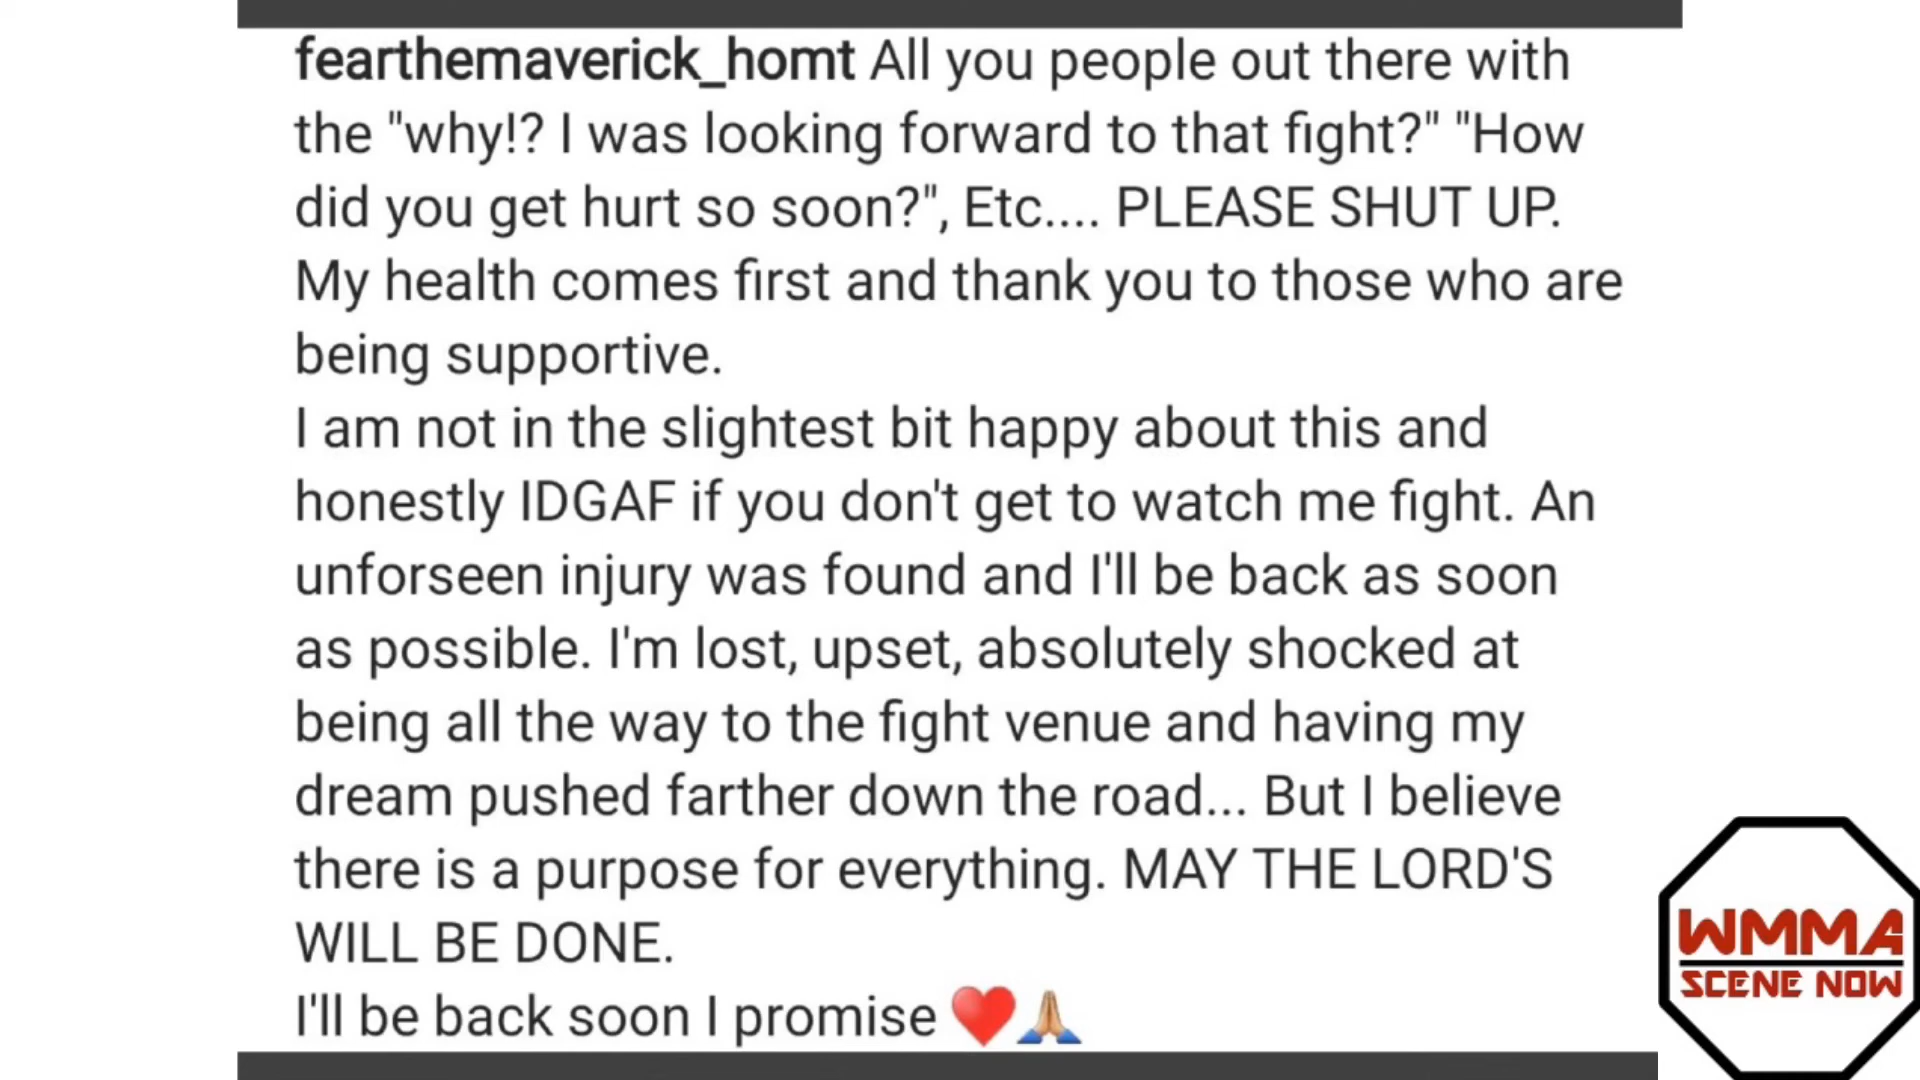 fearthemaverick_homt All you people out there with
the "why!? I was looking forward to that fight?" "How
did you get hurt so soon?", Etc.... PLEASE SHUT UP.
My health comes first and thank you to those who are
being supportive.
I am not in the slightest bit happy about this and
honestly IDGAF if you don't get to watch me fight. An
unforseen injury was found and I'll be back as soon
as possible. I'm lost, upset, absolutely shocked at
being all the way to the fight venue and having my
dream pushed farther down the road... But I believe
there is a purpose for everything. MAY THE LORD'S
WILL BE DONE.
I'll be back soon I promise ❤️🙏🏼
WMMA
SCENE NOW